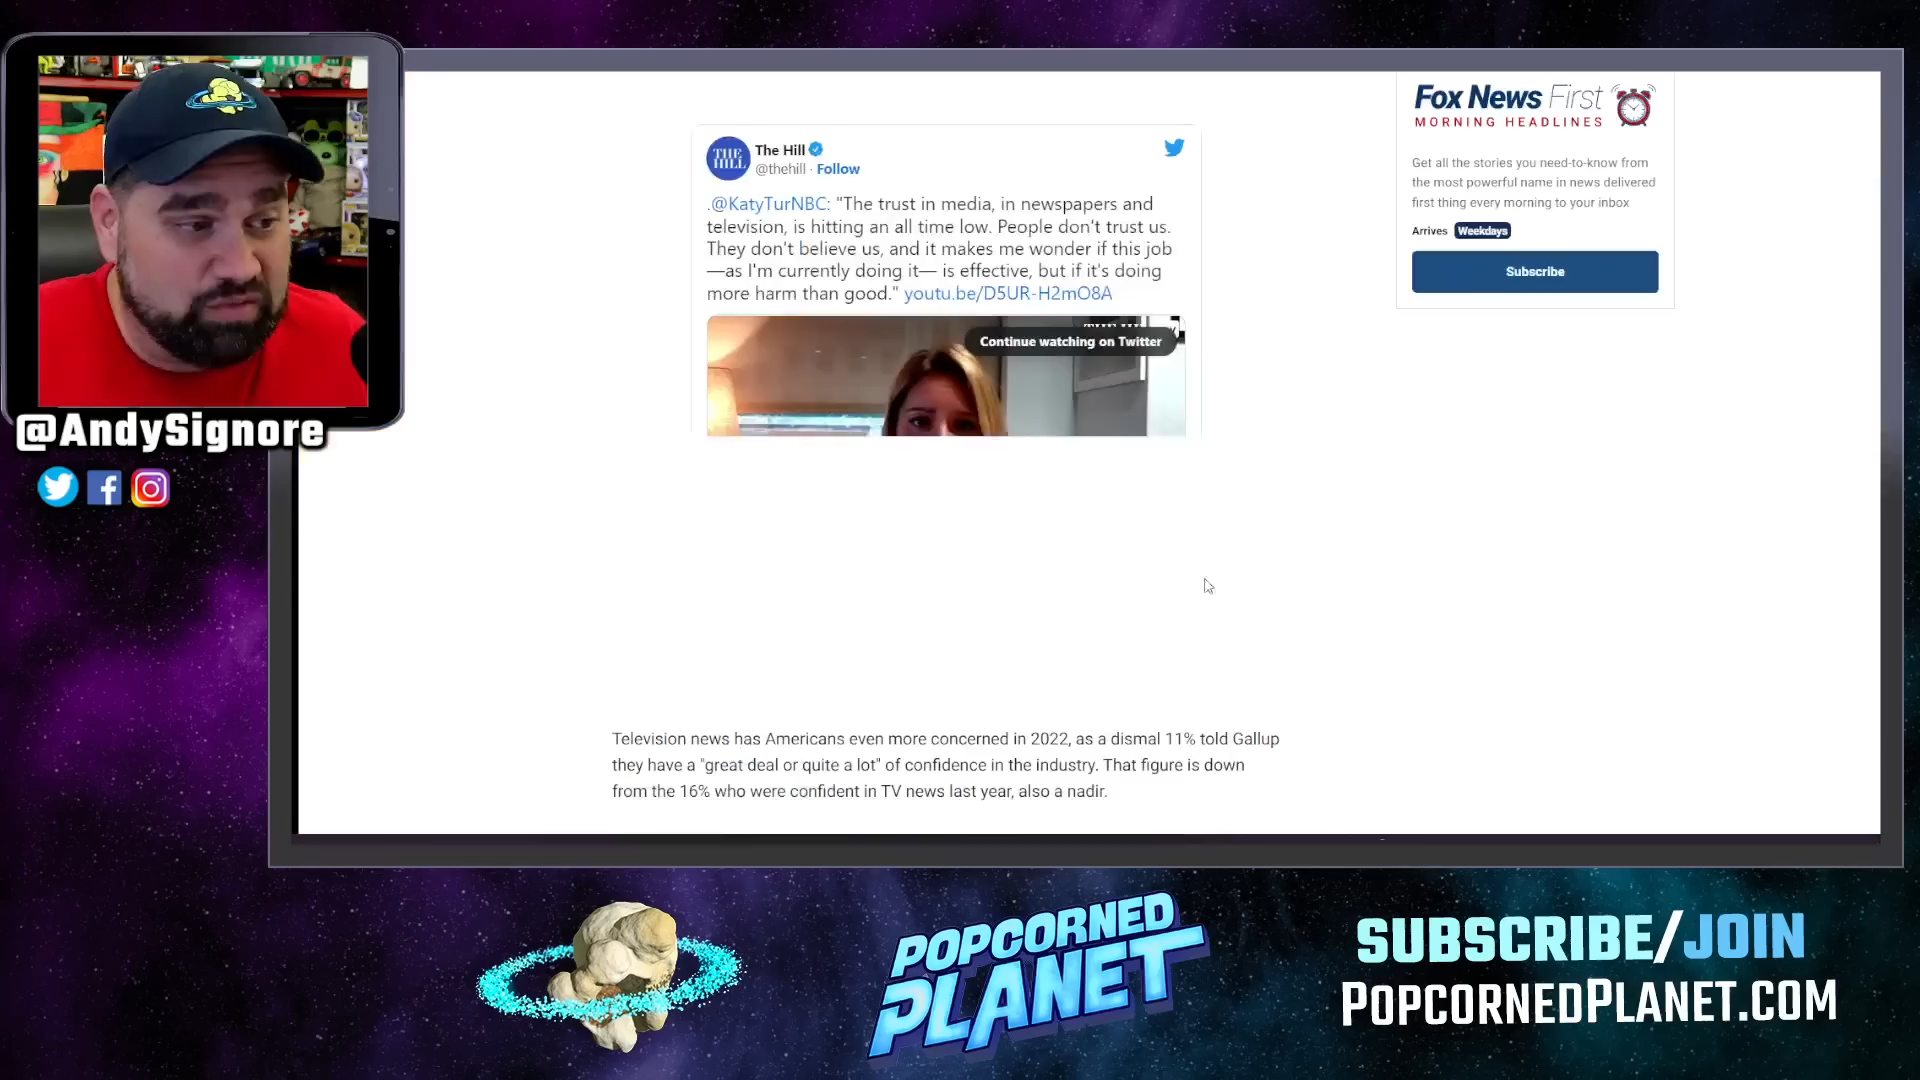 Fox News First
MORNING HEADLINES
Get all the stories you need-to-know from
the most powerful name in news delivered
first thing every morning to your inbox
Arrives Weekdays
Subscribe
THE HILL
The Hill
@thehill · Follow
.@KatyTurNBC: "The trust in media, in newspapers and
television, is hitting an all time low. People don't trust us.
They don't believe us, and it makes me wonder if this job
—as I'm currently doing it— is effective, but if it's doing
more harm than good." youtu.be/D5UR-H2mO8A
Continue watching on Twitter
@AndySignore
Television news has Americans even more concerned in 2022, as a dismal 11% told Gallup
they have a "great deal or quite a lot" of confidence in the industry. That figure is down
from the 16% who were confident in TV news last year, also a nadir.
POPCORNED
PLANET
SUBSCRIBE/JOIN
POPCORNEDPLANET.COM